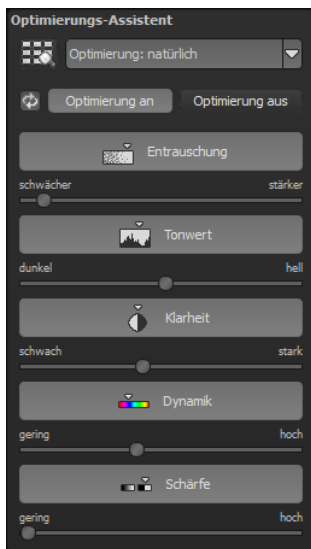 Optimierungs-Assistent
Optimierung: natürlich
Optimierung an Optimierung aus
Entrauschung
schwächer stärker
Tonwert
dunkel hell
Klarheit
schwach stark
Dynamik
gering hoch
Schärfe
gering hoch